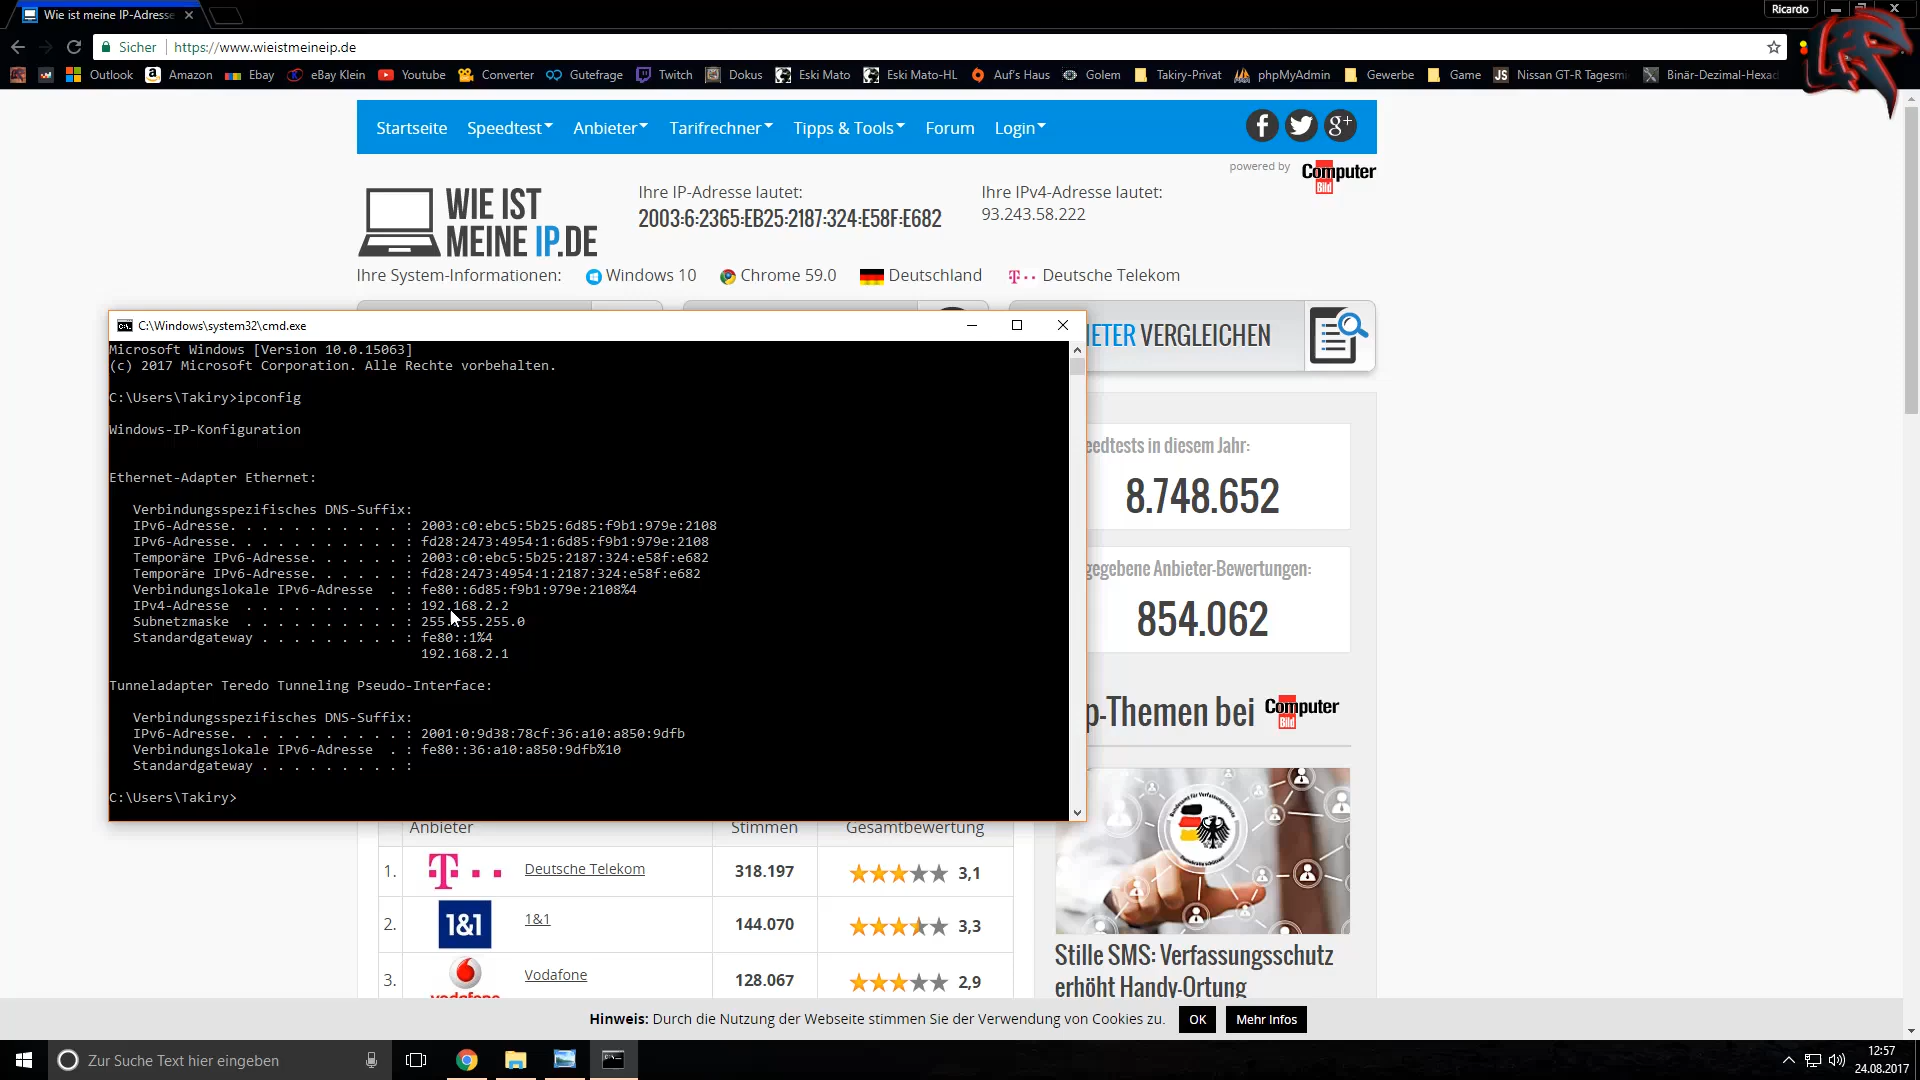 Wie ist meine IP-Adresse
Ricardo
Sicher https://www.wieistmeineip.de
Outlook Amazon Ebay eBay Klein Youtube Converter Gutefrage Twitch Dokus Eski Mato Eski Mato-HL Auf's Haus Golem Takiry-Privat phpMyAdmin Gewerbe Game JS Nissan GT-R Tagesmi Binär-Dezimal-Hexad
Startseite Speedtest Anbieter Tarifrechner Tipps & Tools Forum Login
powered by Computer Bild
WIE IST
MEINE IP.DE
Ihre IP-Adresse lautet:
2003:6:2365:EB25:2187:324:E58F:E682
Ihre IPv4-Adresse lautet:
93.243.58.222
Ihre System-Informationen: Windows 10 Chrome 59.0 Deutschland Deutsche Telekom
IETER VERGLEICHEN
C:\Windows\system32\cmd.exe
Microsoft Windows [Version 10.0.15063]
(c) 2017 Microsoft Corporation. Alle Rechte vorbehalten.
C:\Users\Takiry>ipconfig
Windows-IP-Konfiguration
Ethernet-Adapter Ethernet:
Verbindungsspezifisches DNS-Suffix:
IPv6-Adresse. . . . . . . . . . . : 2003:c0:ebc5:5b25:6d85:f9b1:979e:2108
IPv6-Adresse. . . . . . . . . . . : fd28:2473:4954:1:6d85:f9b1:979e:2108
Temporäre IPv6-Adresse. . . . . . : 2003:c0:ebc5:5b25:2187:324:e58f:e682
Temporäre IPv6-Adresse. . . . . . : fd28:2473:4954:1:2187:324:e58f:e682
Verbindungslokale IPv6-Adresse . : fe80::6d85:f9b1:979e:2108%4
IPv4-Adresse . . . . . . . . . . : 192.168.2.2
Subnetzmaske . . . . . . . . . . : 255.255.255.0
Standardgateway . . . . . . . . . : fe80::1%4
192.168.2.1
Tunneladapter Teredo Tunneling Pseudo-Interface:
Verbindungsspezifisches DNS-Suffix:
IPv6-Adresse. . . . . . . . . . . : 2001:0:9d38:78cf:36:a10:a850:9dfb
Verbindungslokale IPv6-Adresse . : fe80::36:a10:a850:9dfb%10
Standardgateway . . . . . . . . . :
C:\Users\Takiry>
eedtests in diesem Jahr:
8.748.652
gegebene Anbieter-Bewertungen:
854.062
p-Themen bei Computer Bild
Stille SMS: Verfassungsschutz
erhöht Handy-Ortung
Anbieter Stimmen Gesamtbewertung
1. Deutsche Telekom 318.197 3,1
2. 1&1 1&1 144.070 3,3
3. vodafone Vodafone 128.067 2,9
Hinweis: Durch die Nutzung der Webseite stimmen Sie der Verwendung von Cookies zu. OK Mehr Infos
Zur Suche Text hier eingeben
12:57
24.08.2017